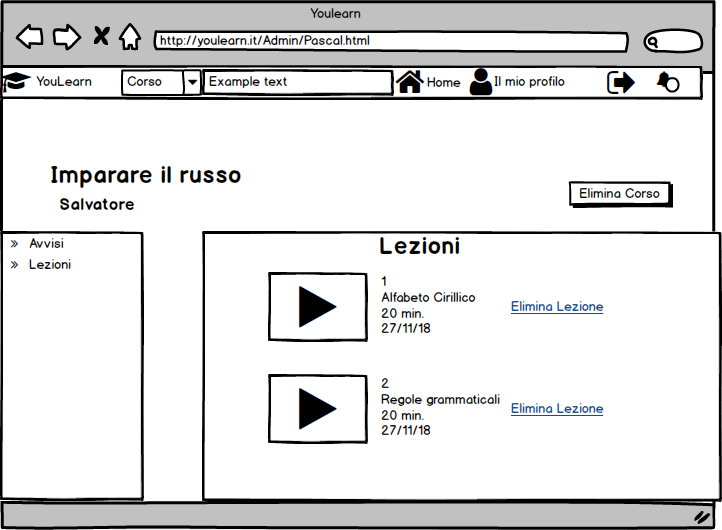 Youlearn
http://youlearn.it/Admin/Pascal.html
YouLearn Corso Example text Home Il mio profilo
Imparare il russo
Salvatore
Elimina Corso
Avvisi
Lezioni
Lezioni
1
Alfabeto Cirillico
20 min.
27/11/18
Elimina Lezione
2
Regole grammaticali
20 min.
27/11/18
Elimina Lezione